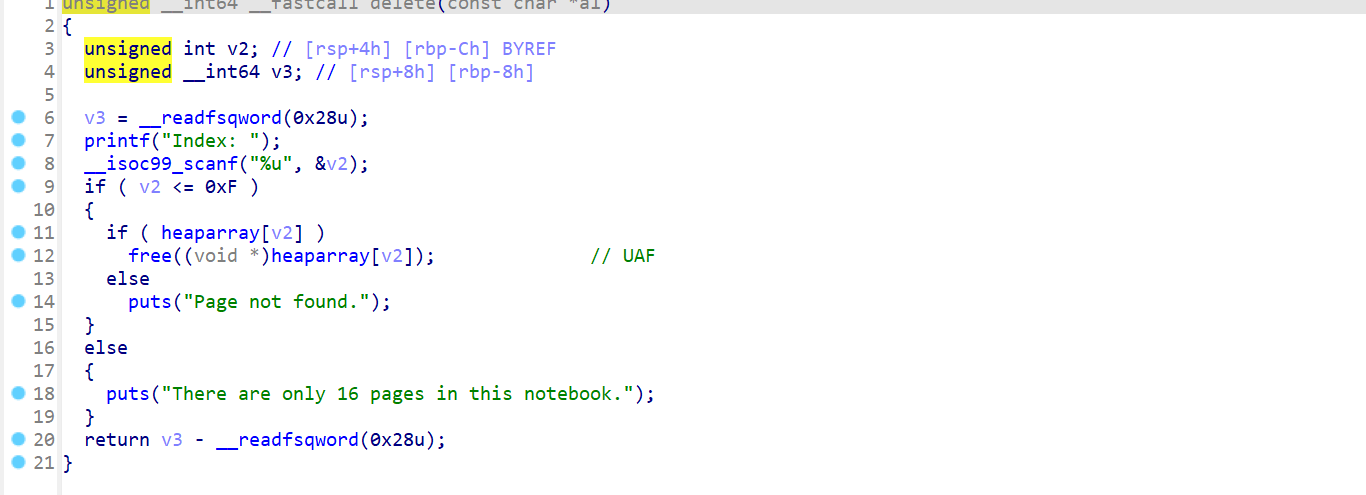 1 unsigned __int64 __fastcall delete(const char *a1)
2 {
3 unsigned int v2; // [rsp+4h] [rbp-Ch] BYREF
4 unsigned __int64 v3; // [rsp+8h] [rbp-8h]
5
6 v3 = __readfsqword(0x28u);
7 printf("Index: ");
8 __isoc99_scanf("%u", &v2);
9 if ( v2 <= 0xF )
10 {
11 if ( heaparray[v2] )
12 free((void *)heaparray[v2]); // UAF
13 else
14 puts("Page not found.");
15 }
16 else
17 {
18 puts("There are only 16 pages in this notebook.");
19 }
20 return v3 - __readfsqword(0x28u);
21 }